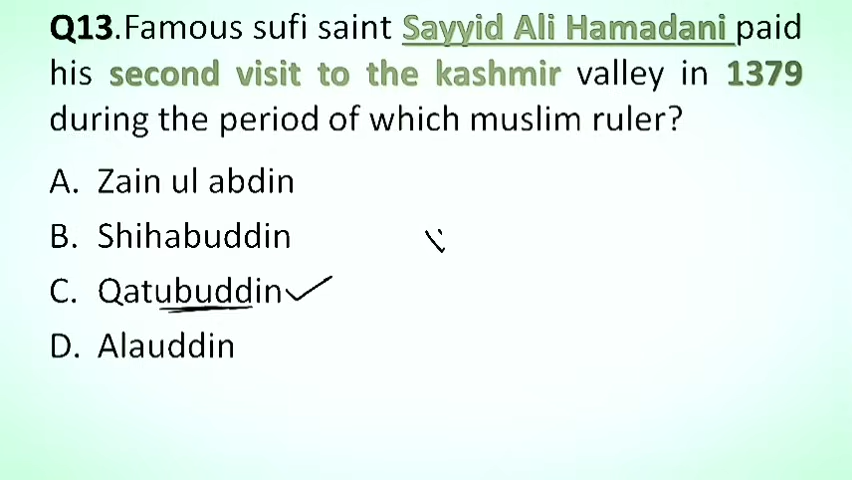 Q13.Famous sufi saint Sayyid Ali Hamadani paid
his second visit to the kashmir valley in 1379
during the period of which muslim ruler?
A. Zain ul abdin
B. Shihabuddin
C. Qatubuddin
D. Alauddin